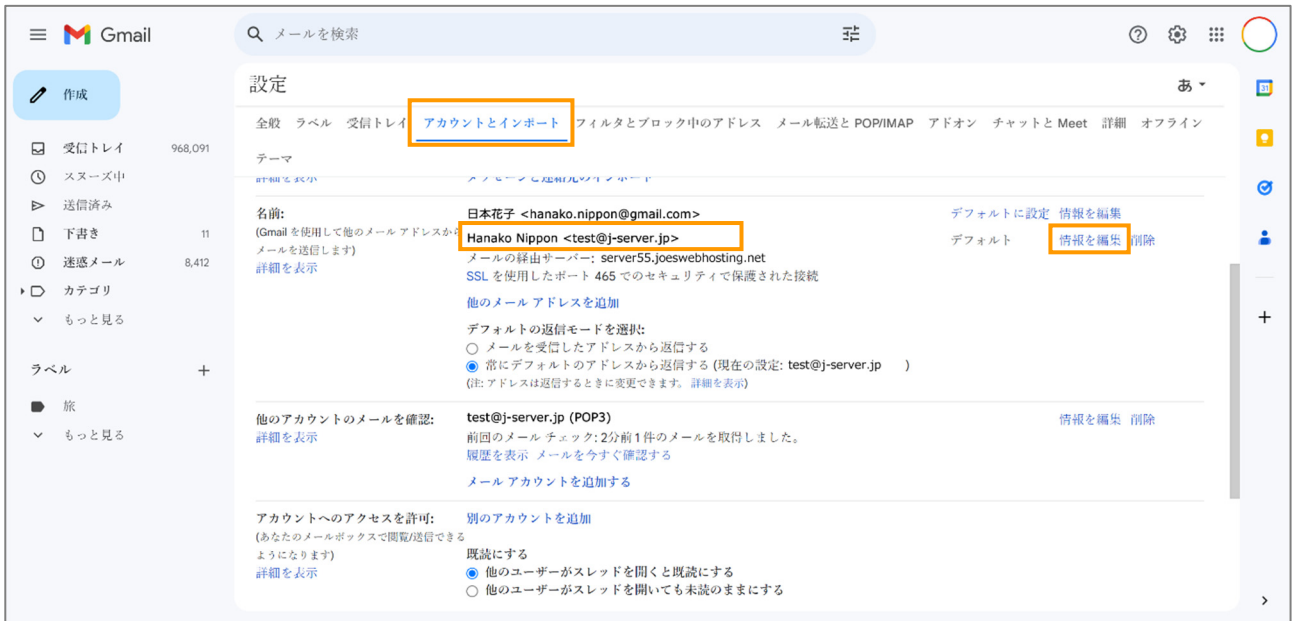 Gmail
メールを検索
作成
受信トレイ 968,091
スヌーズ中
送信済み
下書き 11
迷惑メール 8,412
カテゴリ
もっと見る
ラベル
旅
もっと見る
設定
あ
全般 ラベル 受信トレイ アカウントとインポート フィルタとブロック中のアドレス メール転送と POP/IMAP アドオン チャットと Meet 詳細 オフライン
テーマ
詳細を表示 メッセージと連絡先のインポート
名前: 日本花子 <hanako.nippon@gmail.com> デフォルトに設定 情報を編集
(Gmail を使用して他のメール アドレスから
メールを送信します)
詳細を表示
Hanako Nippon <test@j-server.jp> デフォルト 情報を編集 削除
メールの経由サーバー: server55.joeswebhosting.net
SSL を使用したポート 465 でのセキュリティで保護された接続
他のメール アドレスを追加
デフォルトの返信モードを選択:
メールを受信したアドレスから返信する
常にデフォルトのアドレスから返信する (現在の設定: test@j-server.jp )
(注: アドレスは返信するときに変更できます。 詳細を表示)
他のアカウントのメールを確認: test@j-server.jp (POP3) 情報を編集 削除
詳細を表示
前回のメール チェック: 2分前1件のメールを取得しました。
履歴を表示 メールを今すぐ確認する
メール アカウントを追加する
アカウントへのアクセスを許可: 別のアカウントを追加
(あなたのメールボックスで閲覧/送信できる
ようになります)
詳細を表示
既読にする
他のユーザーがスレッドを開くと既読にする
他のユーザーがスレッドを開いても未読のままにする
31